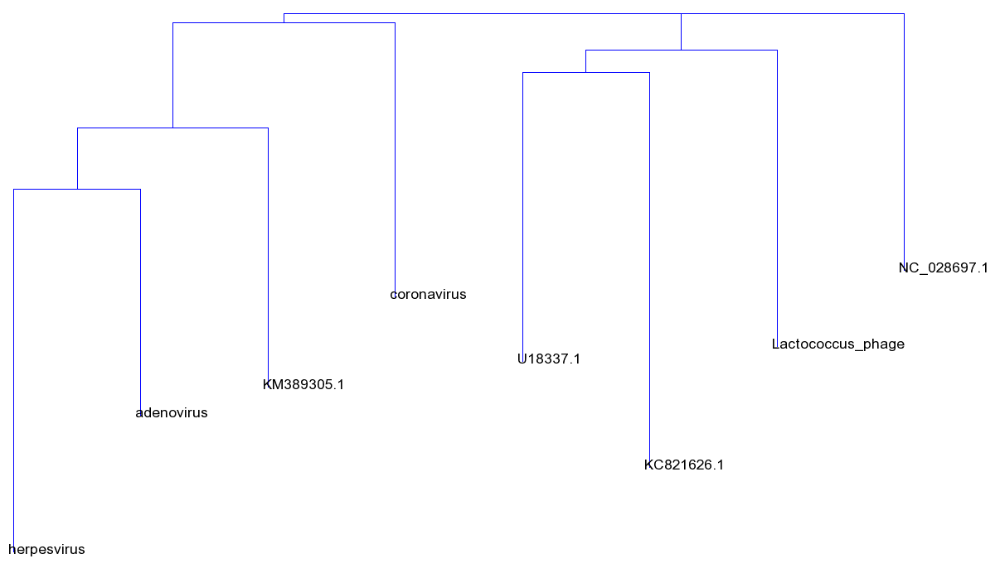 NC_028697.1
coronavirus
Lactococcus_phage
U18337.1
KM389305.1
adenovirus
KC821626.1
herpesvirus